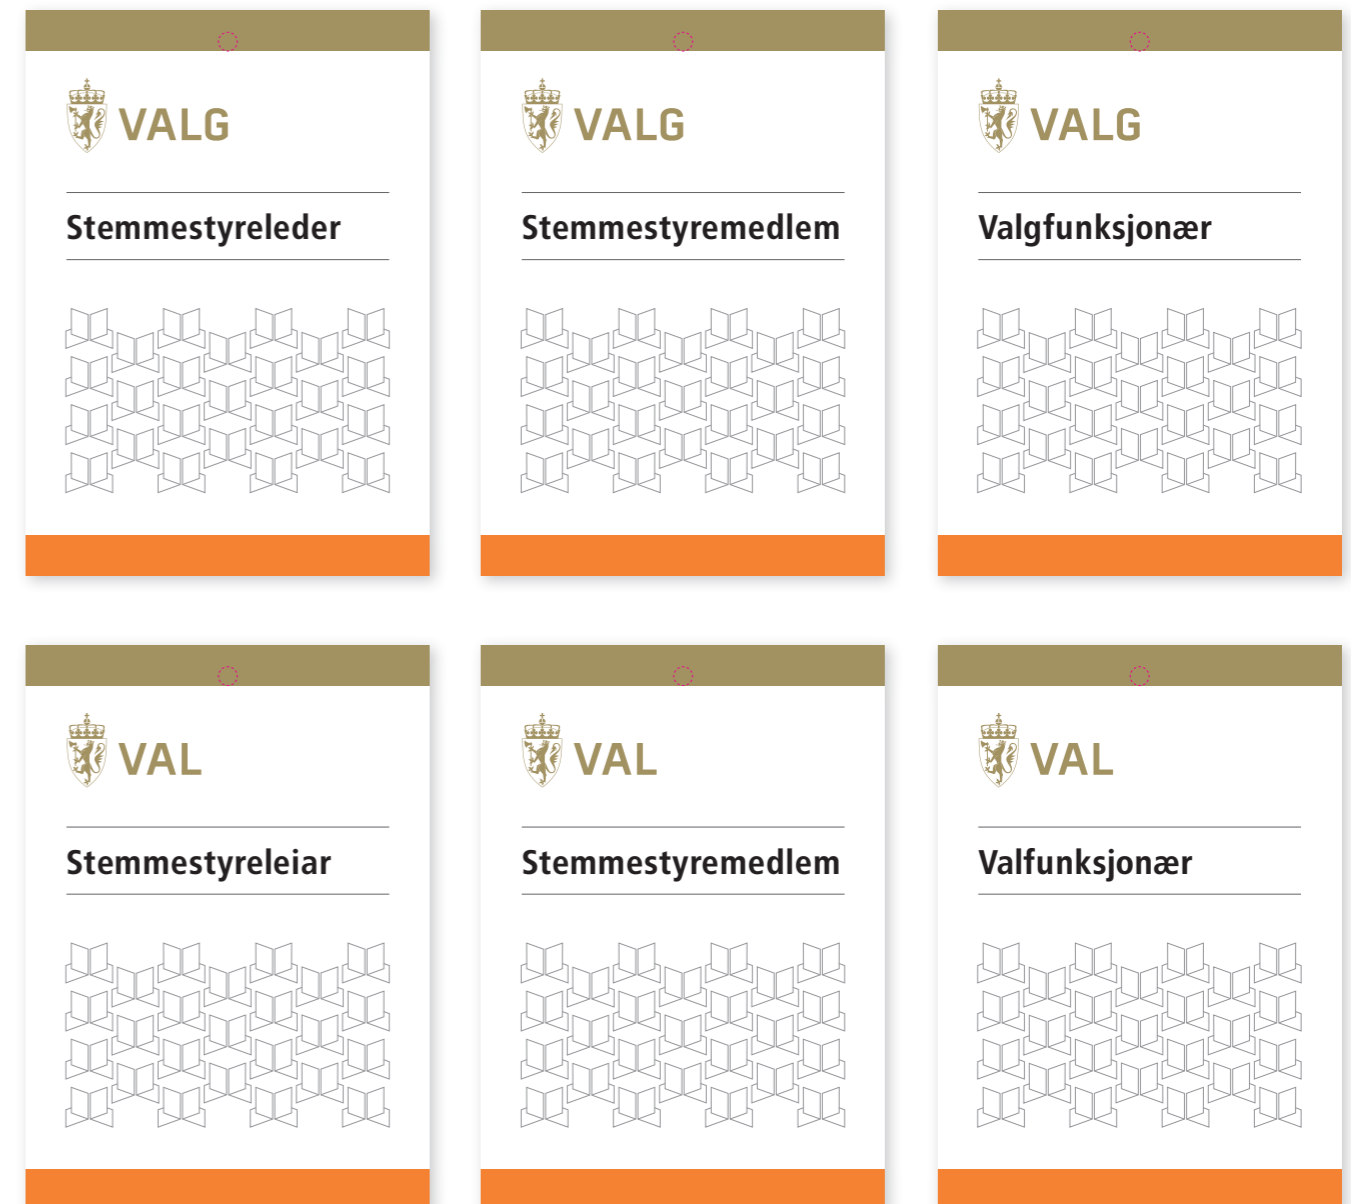 VALG
Stemmestyreleder
VALG
Stemmestyremedlem
VALG
Valgfunksjonær
VAL
Stemmestyreleiar
VAL
Stemmestyremedlem
VAL
Valfunksjonær